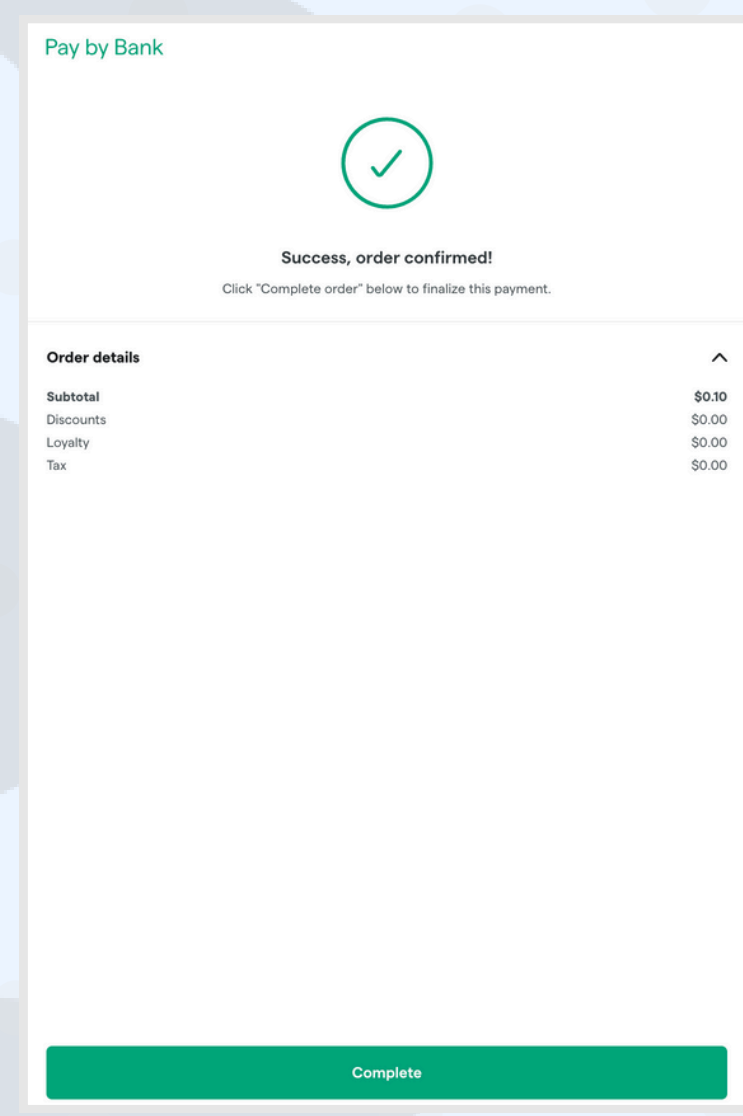 Pay by Bank
Success, order confirmed!
Click "Complete order" below to finalize this payment.
Order details
Subtotal $0.10
Discounts $0.00
Loyalty $0.00
Tax $0.00
Complete